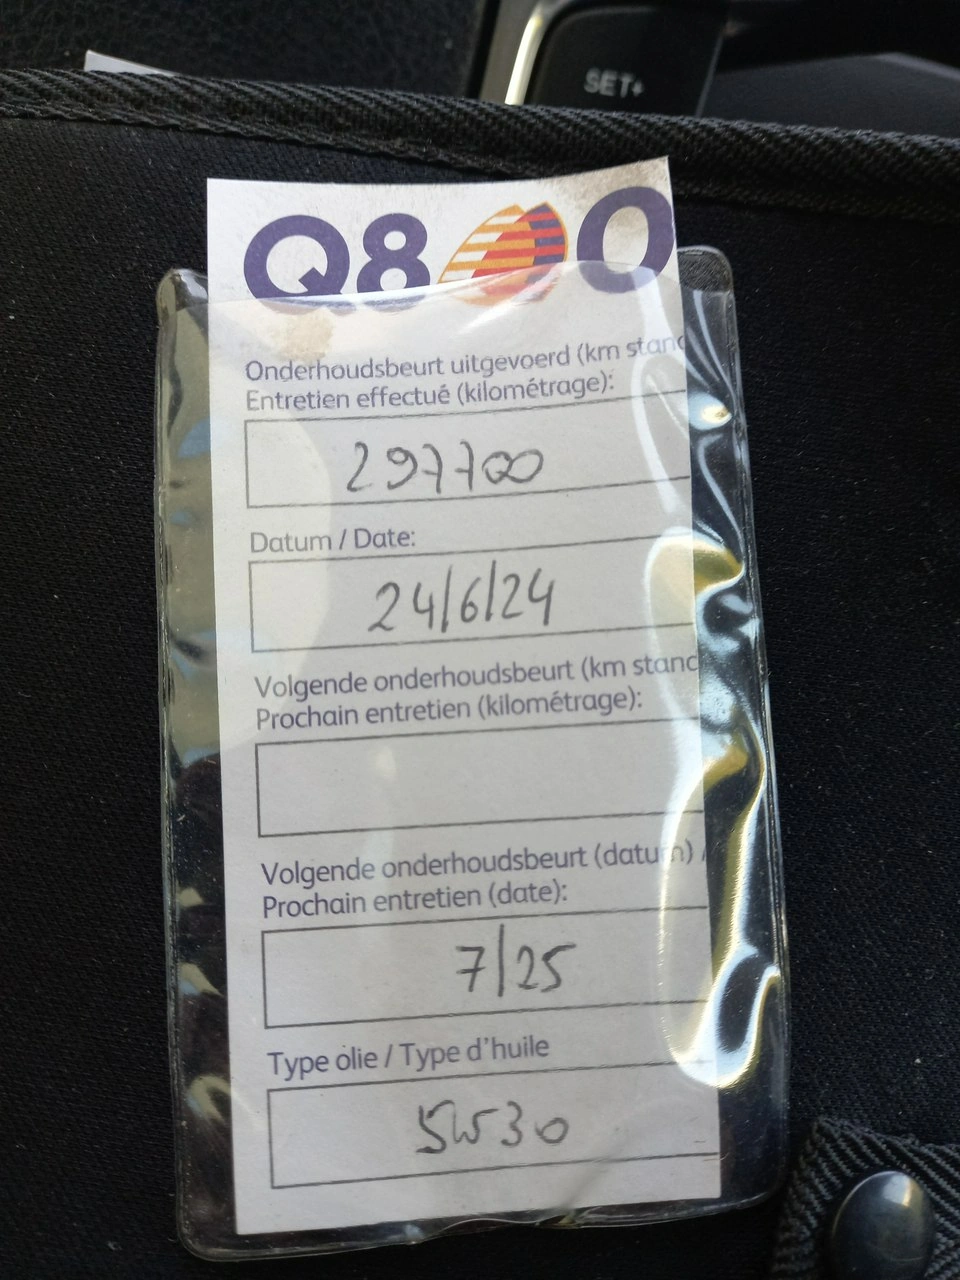 SET+
Q8 O
Onderhoudsbeurt uitgevoerd (km stand
Entretien effectué (kilométrage):
297700
Datum / Date:
24/6/24
Volgende onderhoudsbeurt (km stand
Prochain entretien (kilométrage):
Volgende onderhoudsbeurt (datum) /
Prochain entretien (date):
7/25
Type olie / Type d'huile
5W30